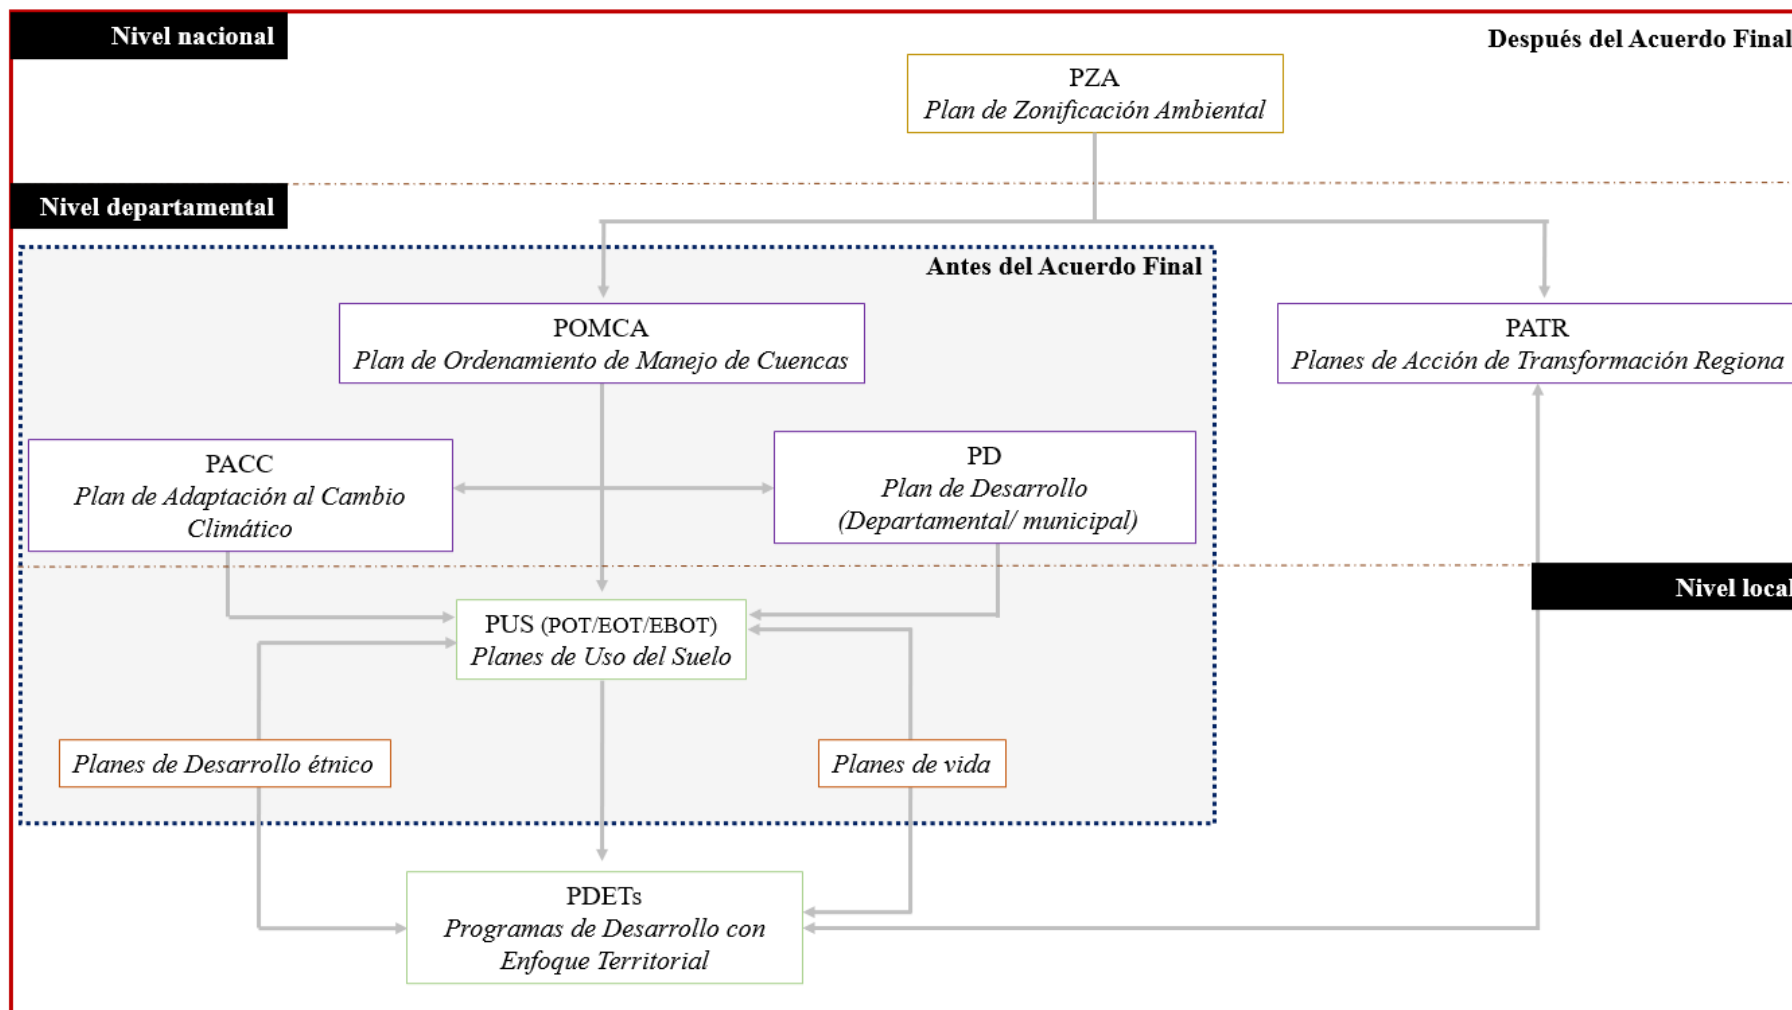 Nivel nacional
Después del Acuerdo Final
PZA
Plan de Zonificación Ambiental
Nivel departamental
Antes del Acuerdo Final
POMCA
Plan de Ordenamiento de Manejo de Cuencas
PATR
Planes de Acción de Transformación Regiona
PACC
Plan de Adaptación al Cambio
Climático
PD
Plan de Desarrollo
(Departamental/ municipal)
Nivel local
PUS (POT/EOT/EBOT)
Planes de Uso del Suelo
Planes de Desarrollo étnico
Planes de vida
PDETs
Programas de Desarrollo con
Enfoque Territorial